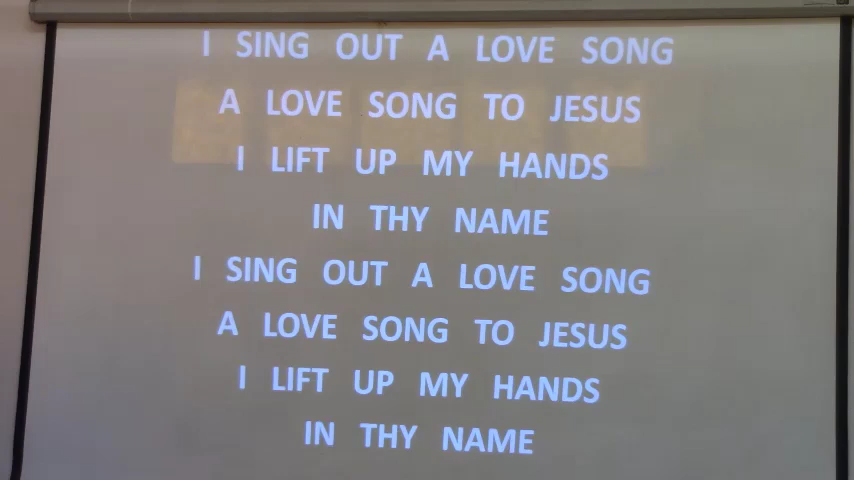 I SING OUT A LOVE SONG
A LOVE SONG TO JESUS
I LIFT UP MY HANDS
IN THY NAME
I SING OUT A LOVE SONG
A LOVE SONG TO JESUS
I LIFT UP MY HANDS
IN THY NAME